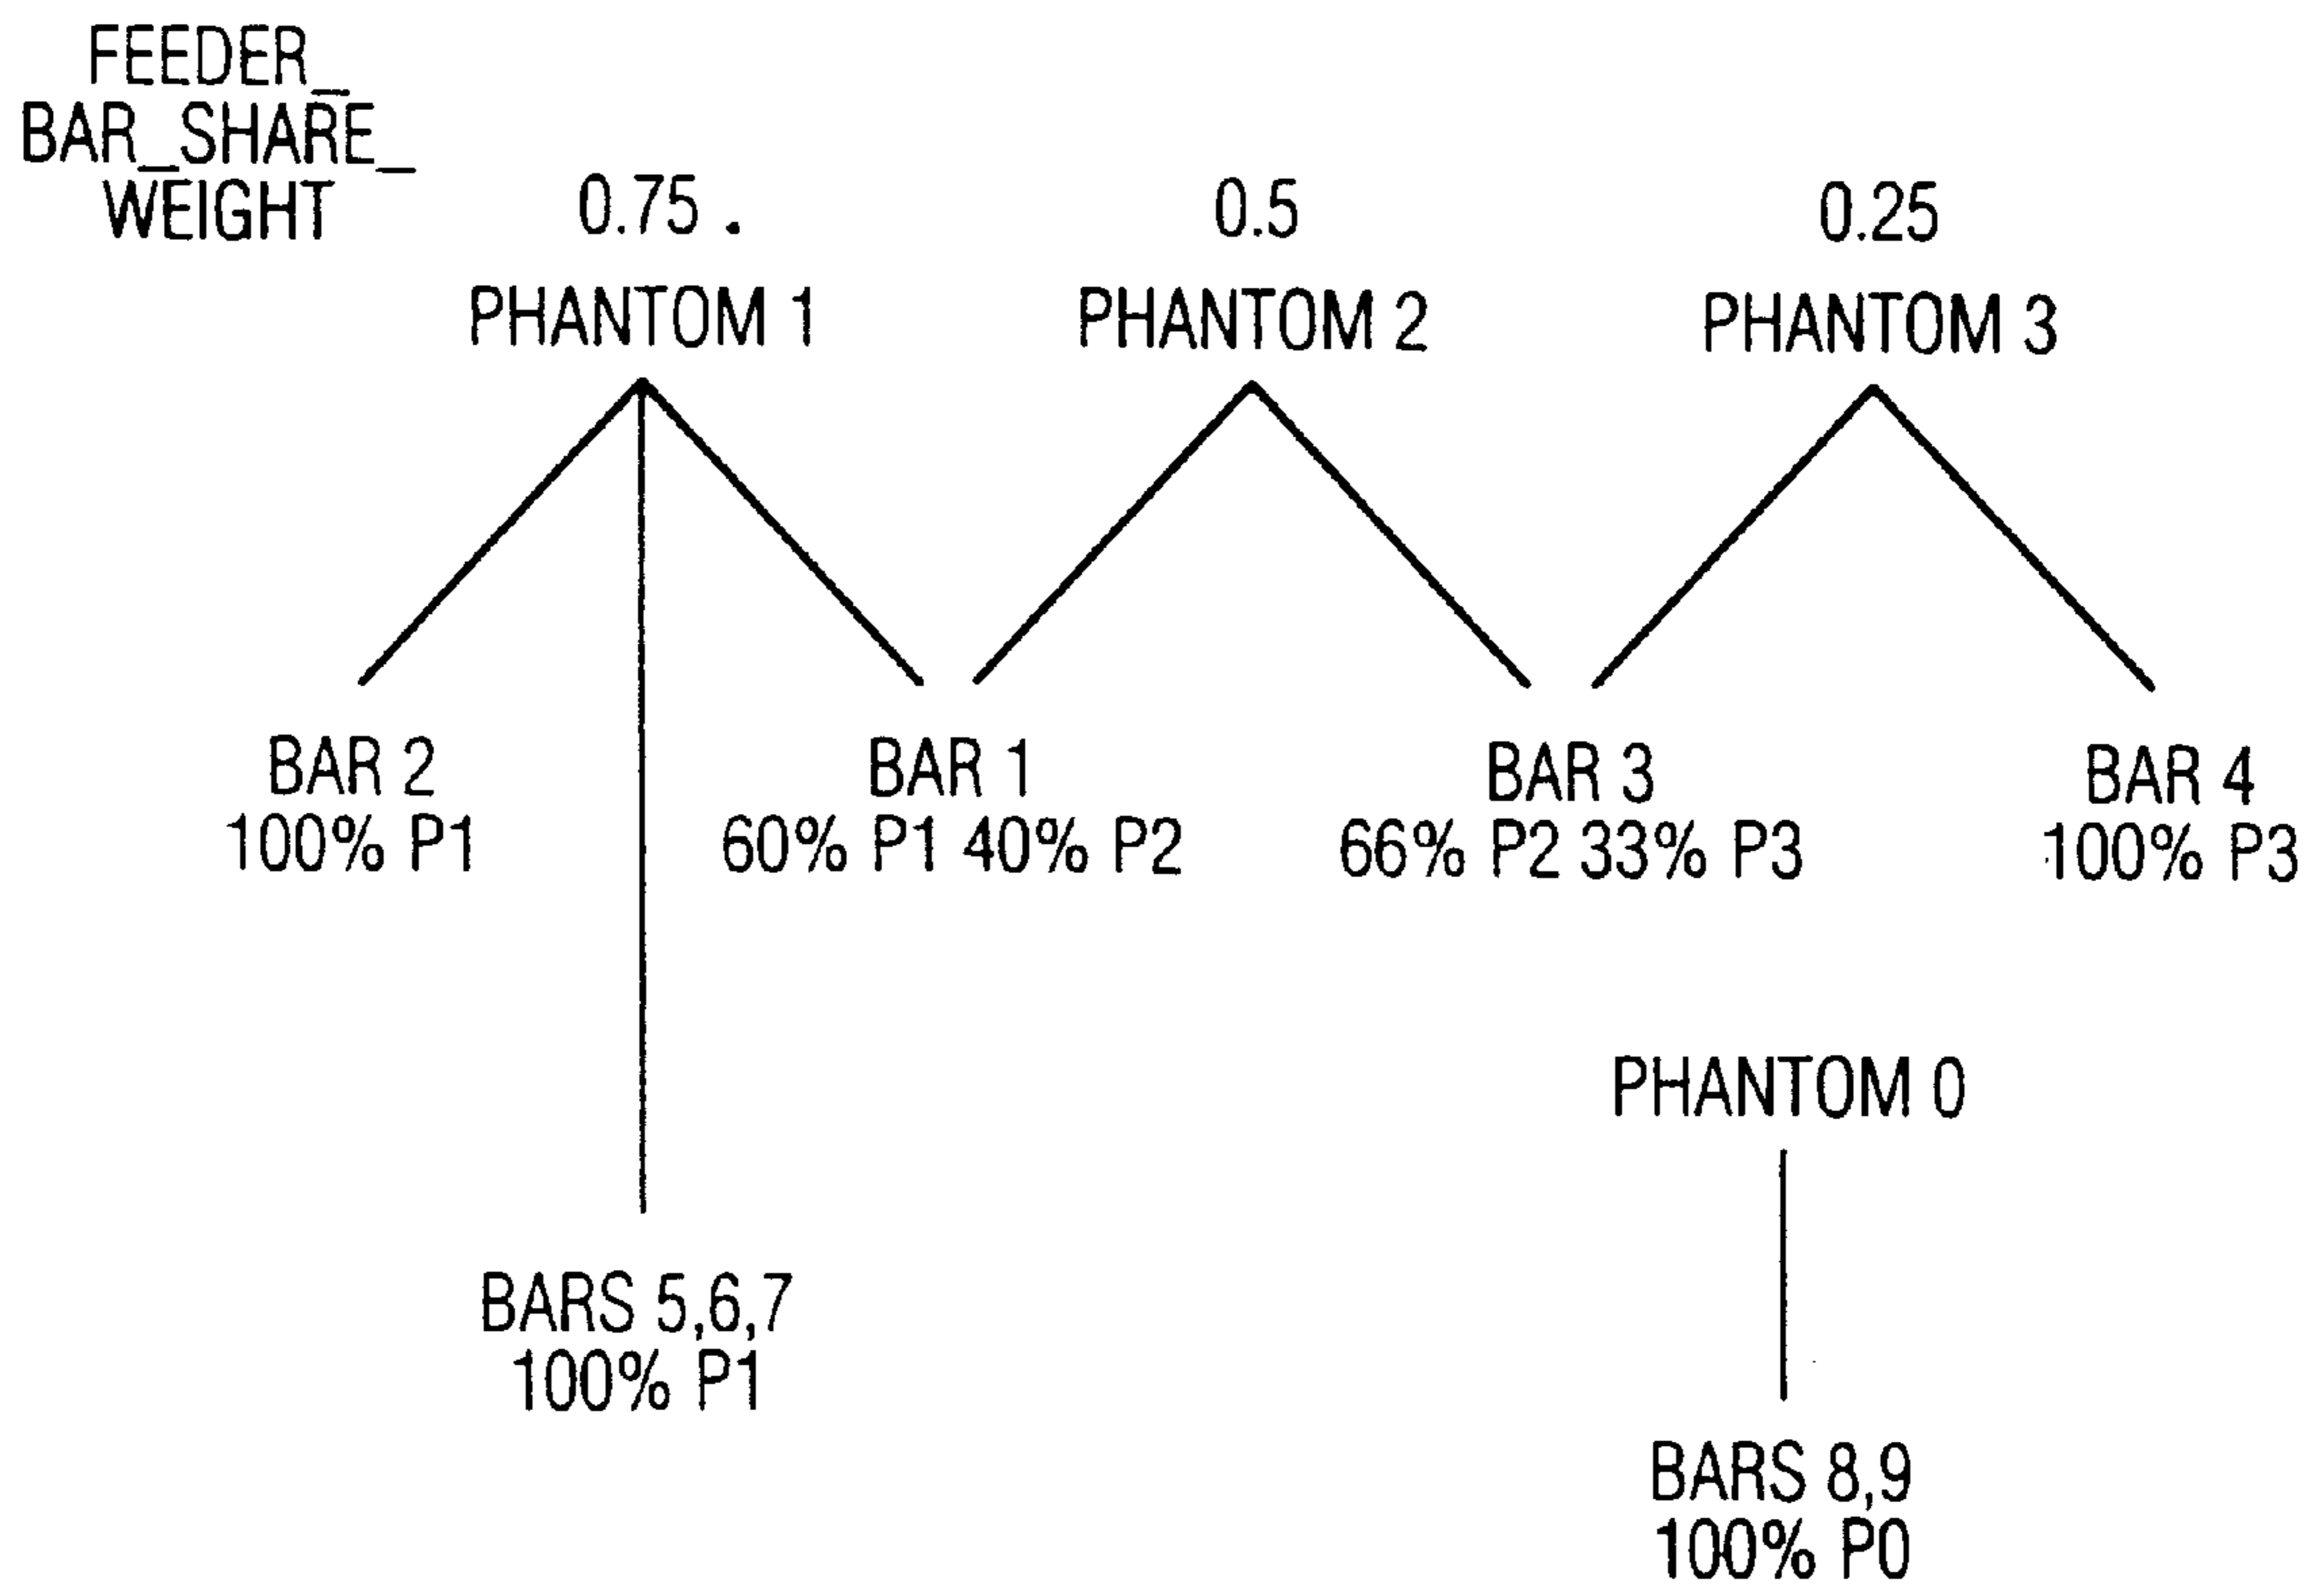 FEEDER_
BAR_SHARE_
WEIGHT
0.75 .
0.5
0.25
PHANTOM 1
PHANTOM 2
PHANTOM 3
BAR 2
100% P1
BAR 1
60% P1 40% P2
BAR 3
66% P2 33% P3
BAR 4
100% P3
PHANTOM 0
BARS 5,6,7
100% P1
BARS 8,9
100% P0